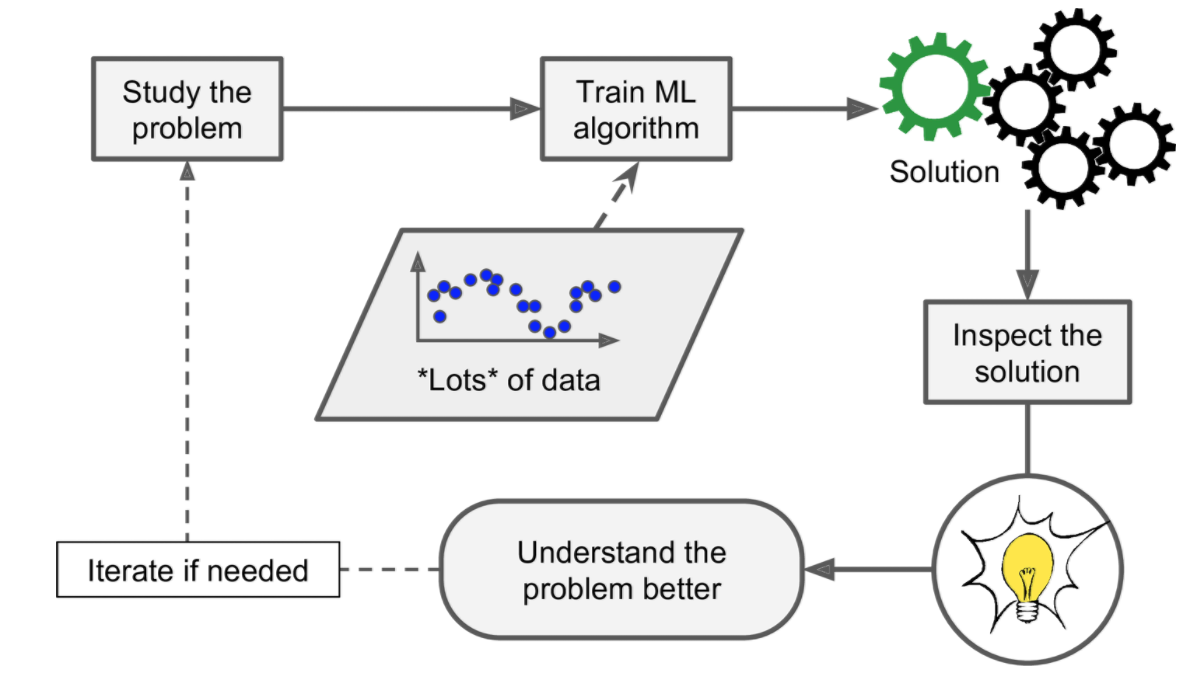 Study the
problem
Train ML
algorithm
Solution
*Lots* of data
Inspect the
solution
Understand the
problem better
Iterate if needed